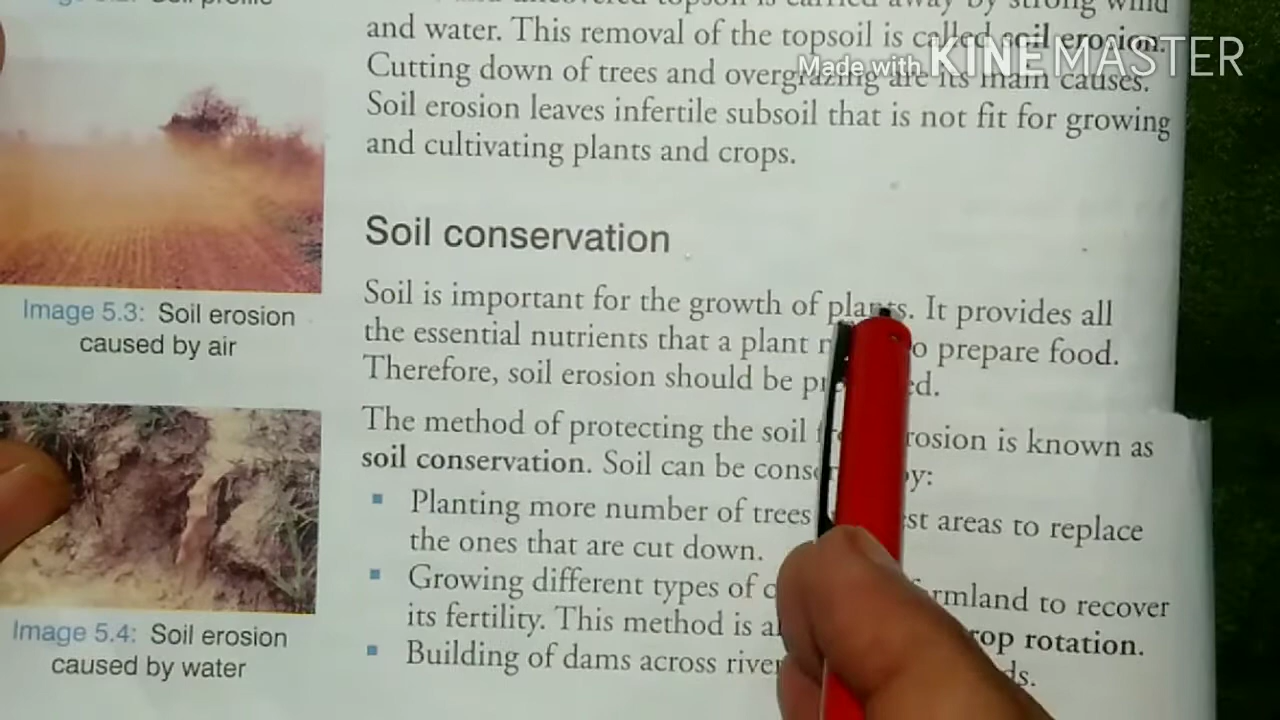 by strong wind
and water. This removal of the topsoil is called soil erosion.
Made with KINEMASTER
Cutting down of trees and overgrazing are its main causes.
Soil erosion leaves infertile subsoil that is not fit for growing
and cultivating plants and crops.
Soil conservation
Soil is important for the growth of plants. It provides all
the essential nutrients that a plant prepare food.
Therefore, soil erosion should be
The method of protecting the soil erosion is known as
soil conservation. Soil can be by:
Planting more number of trees areas to replace
the ones that are cut down.
Growing different types of farmland to recover
its fertility. This method is crop rotation.
Building of dams across
Image 5.3: Soil erosion
caused by air
Image 5.4: Soil erosion
caused by water